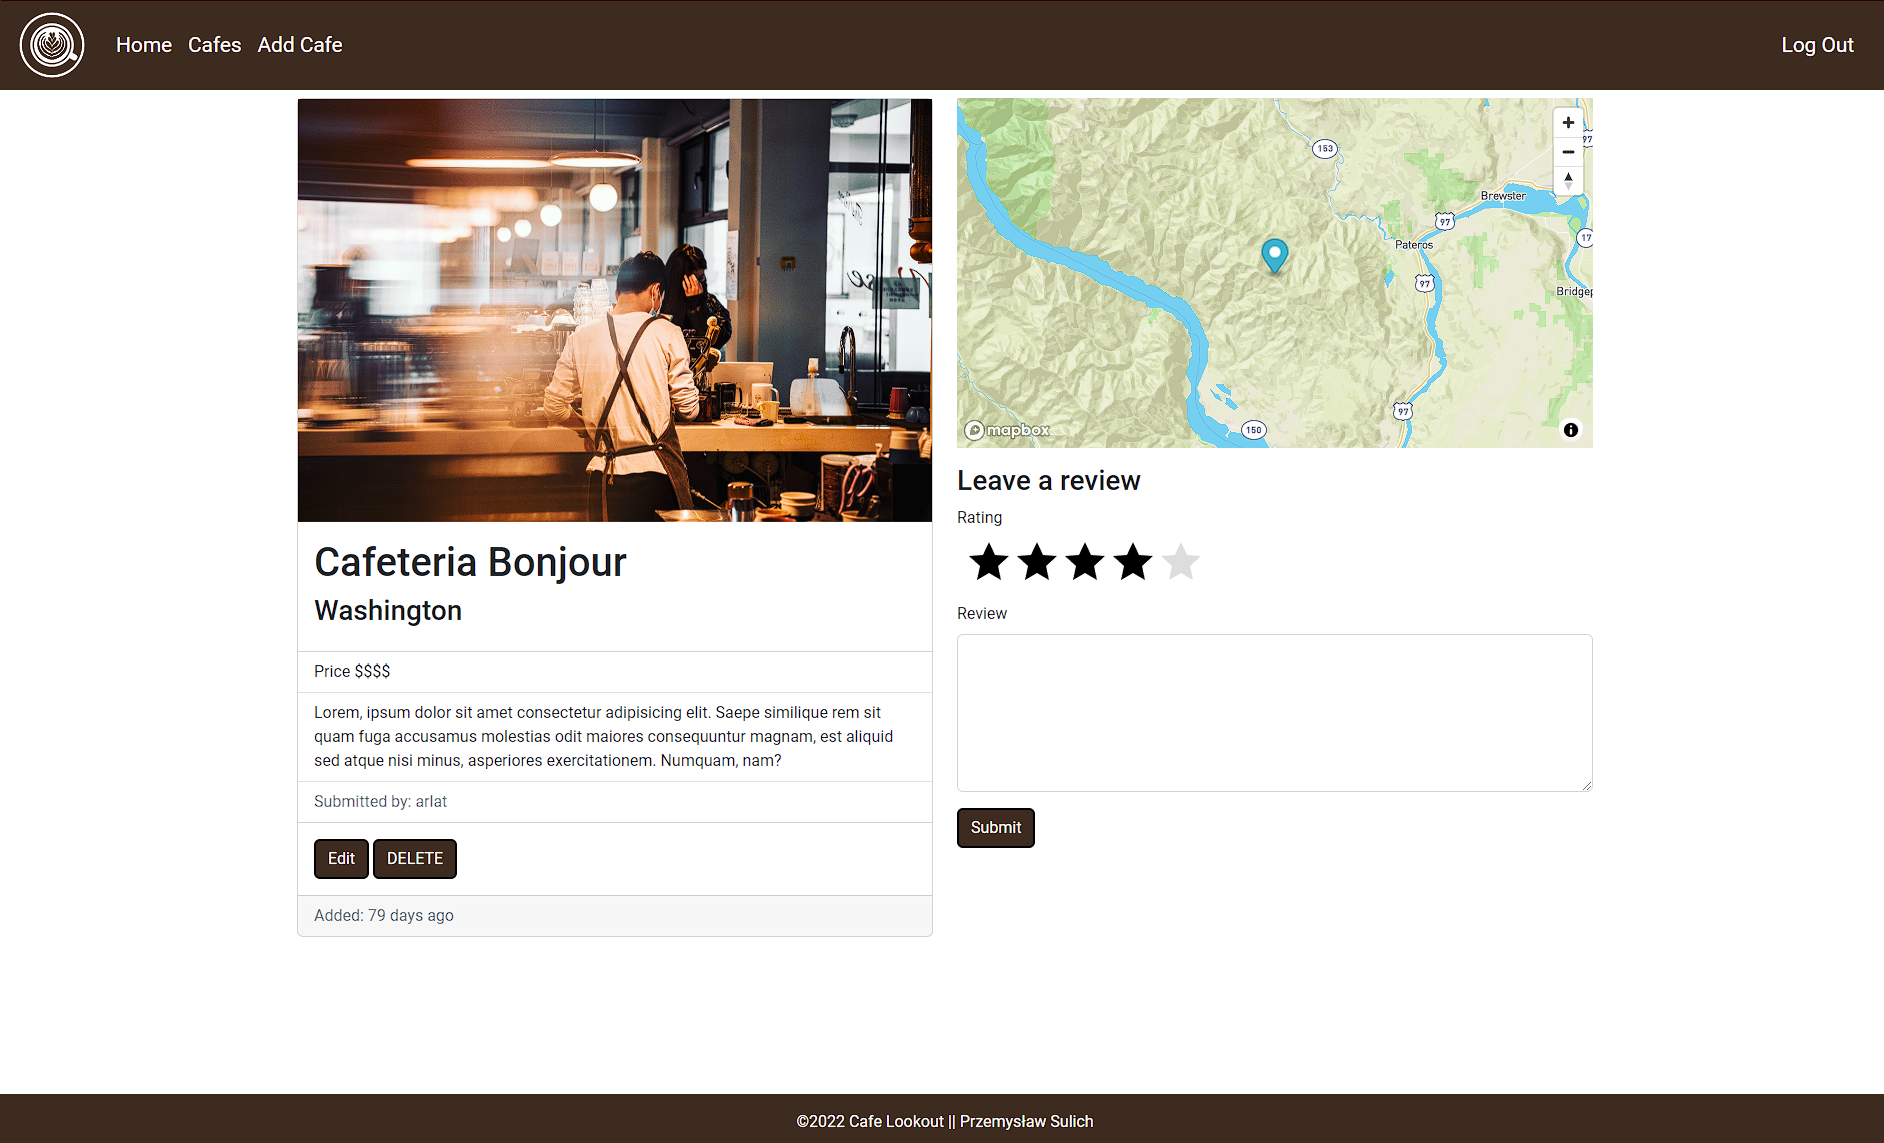 Home Cafes Add Cafe Log Out
Cafeteria Bonjour
Washington
Price $$$$
Lorem, ipsum dolor sit amet consectetur adipisicing elit. Saepe similique rem sit
quam fuga accusamus molestias odit maiores consequuntur magnam, est aliquid
sed atque nisi minus, asperiores exercitationem. Numquam, nam?
Submitted by: arlat
Edit DELETE
Added: 79 days ago
153
97
Brewster
97
17
Pateros
97
Bridgep
97
150
mapbox
Leave a review
Rating
Review
Submit
©2022 Cafe Lookout || Przemysław Sulich